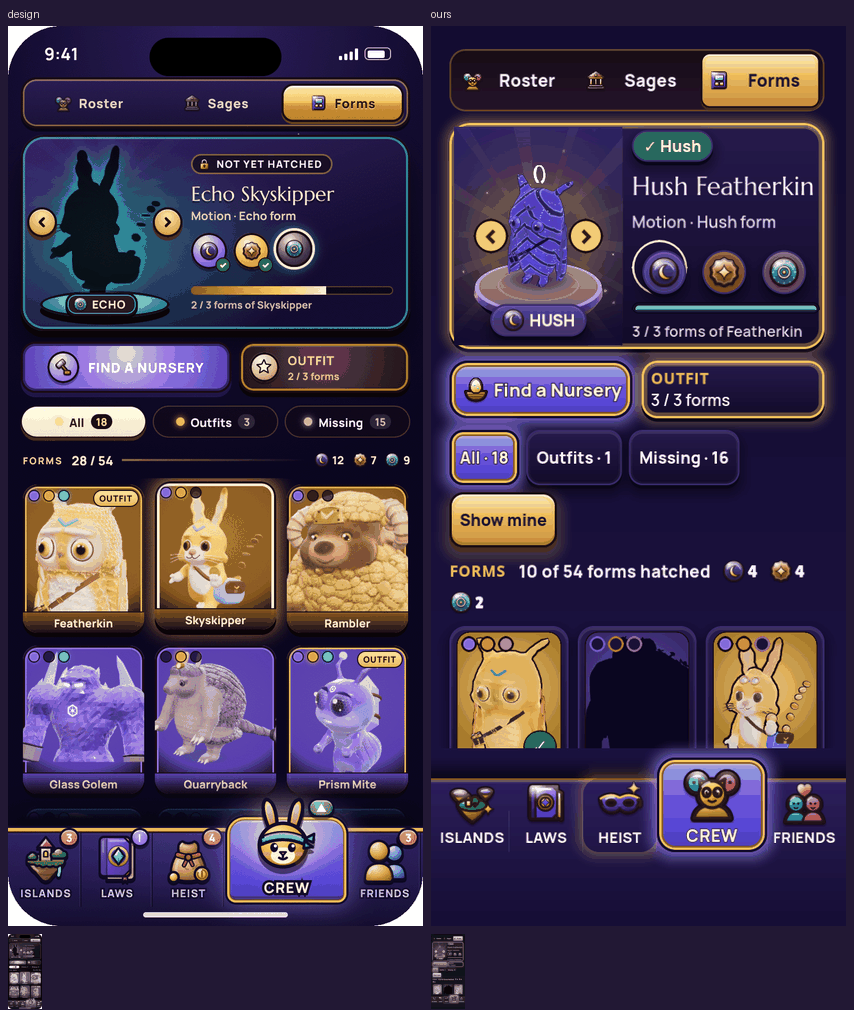 design
9:41
Roster
Sages
Forms
NOT YET HATCHED
Echo Skyskipper
Motion · Echo form
ECHO
2 / 3 forms of Skyskipper
FIND A NURSERY
OUTFIT
2 / 3 forms
All 18
Outfits 3
Missing 15
FORMS 28 / 54
12 7 9
OUTFIT
Featherkin
Skyskipper
Rambler
OUTFIT
Glass Golem
Quarryback
Prism Mite
3 1 4 3
ISLANDS
LAWS
HEIST
CREW
FRIENDS
ours
Roster
Sages
Forms
✓ Hush
Hush Featherkin
Motion · Hush form
HUSH
3 / 3 forms of Featherkin
Find a Nursery
OUTFIT
3 / 3 forms
All · 18
Outfits · 1
Missing · 16
Show mine
FORMS 10 of 54 forms hatched 4 4
2
ISLANDS
LAWS
HEIST
CREW
FRIENDS